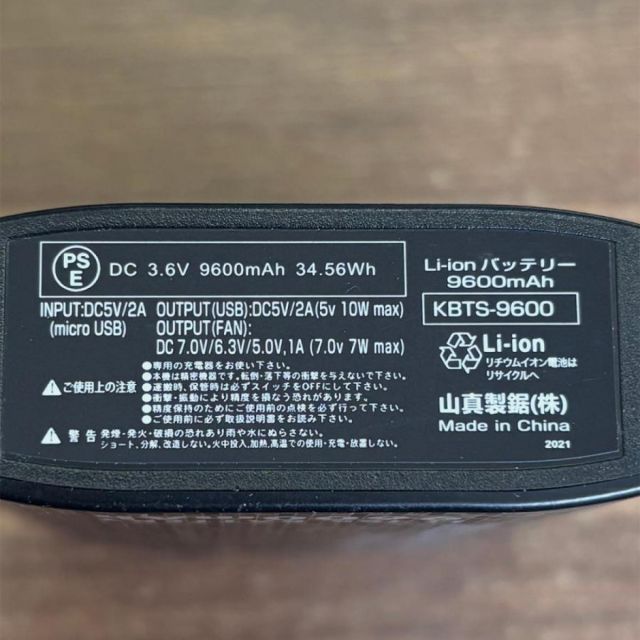 PS E
DC 3.6V 9600mAh 34.56Wh
INPUT:DC5V/2A
(micro USB)
OUTPUT(USB):DC5V/2A(5v 10W max)
OUTPUT(FAN):
DC 7.0V/6.3V/5.0V,1A (7.0v 7W max)
⚠ご使用上の注意
●専用の充電器をお使い下さい。
●本機は精密機器です。転倒・落下等の衝撃を与えないで下さい。
●運搬時、保管時は必ずスイッチをOFFにして下さい。
●衝撃・振動により精度を損なう恐れがあります。
●精度保持のためにご使用前の点検を必ず行って下さい。
●ご使用前に必ず取扱説明書をお読み下さい。
⚠警告 発煙・発火・破損の恐れあり雨や水にぬらさない。
ショート、分解、改造しない。火中投入、加熱、高温での使用・充電・放置しない。
Li-ion バッテリー
9600mAh
KBTS-9600
Li-ion
リチウムイオン電池は
リサイクルへ
山真製鋸(株)
Made in China
2021